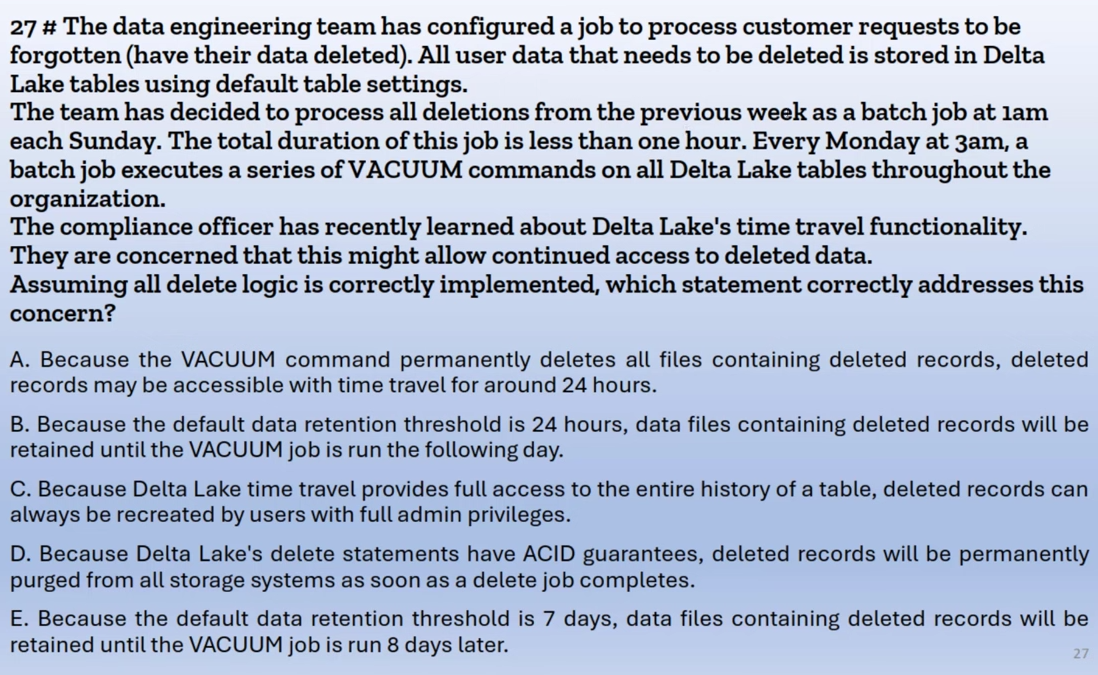 27 # The data engineering team has configured a job to process customer requests to be
forgotten (have their data deleted). All user data that needs to be deleted is stored in Delta
Lake tables using default table settings.
The team has decided to process all deletions from the previous week as a batch job at 1am
each Sunday. The total duration of this job is less than one hour. Every Monday at 3am, a
batch job executes a series of VACUUM commands on all Delta Lake tables throughout the
organization.
The compliance officer has recently learned about Delta Lake's time travel functionality.
They are concerned that this might allow continued access to deleted data.
Assuming all delete logic is correctly implemented, which statement correctly addresses this
concern?
A. Because the VACUUM command permanently deletes all files containing deleted records, deleted
records may be accessible with time travel for around 24 hours.
B. Because the default data retention threshold is 24 hours, data files containing deleted records will be
retained until the VACUUM job is run the following day.
C. Because Delta Lake time travel provides full access to the entire history of a table, deleted records can
always be recreated by users with full admin privileges.
D. Because Delta Lake's delete statements have ACID guarantees, deleted records will be permanently
purged from all storage systems as soon as a delete job completes.
E. Because the default data retention threshold is 7 days, data files containing deleted records will be
retained until the VACUUM job is run 8 days later.
27